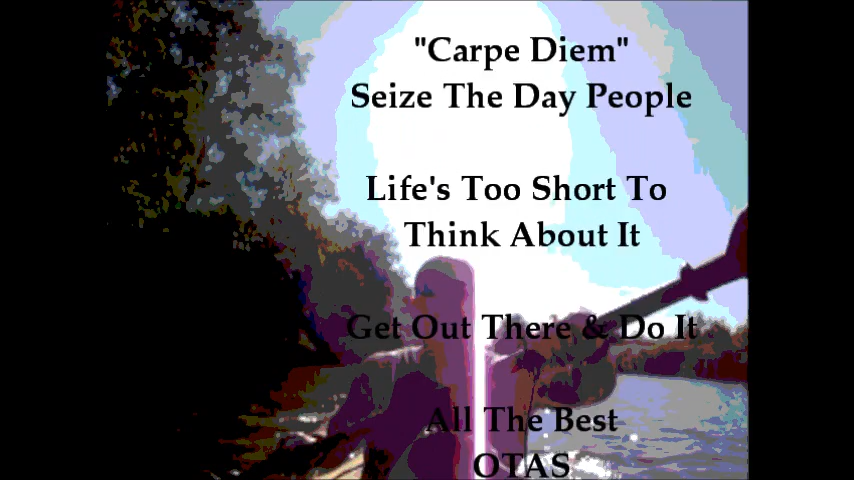 "Carpe Diem"
Seize The Day People
Life's Too Short To
Think About It
Get Out There & Do It
All The Best
OTAS